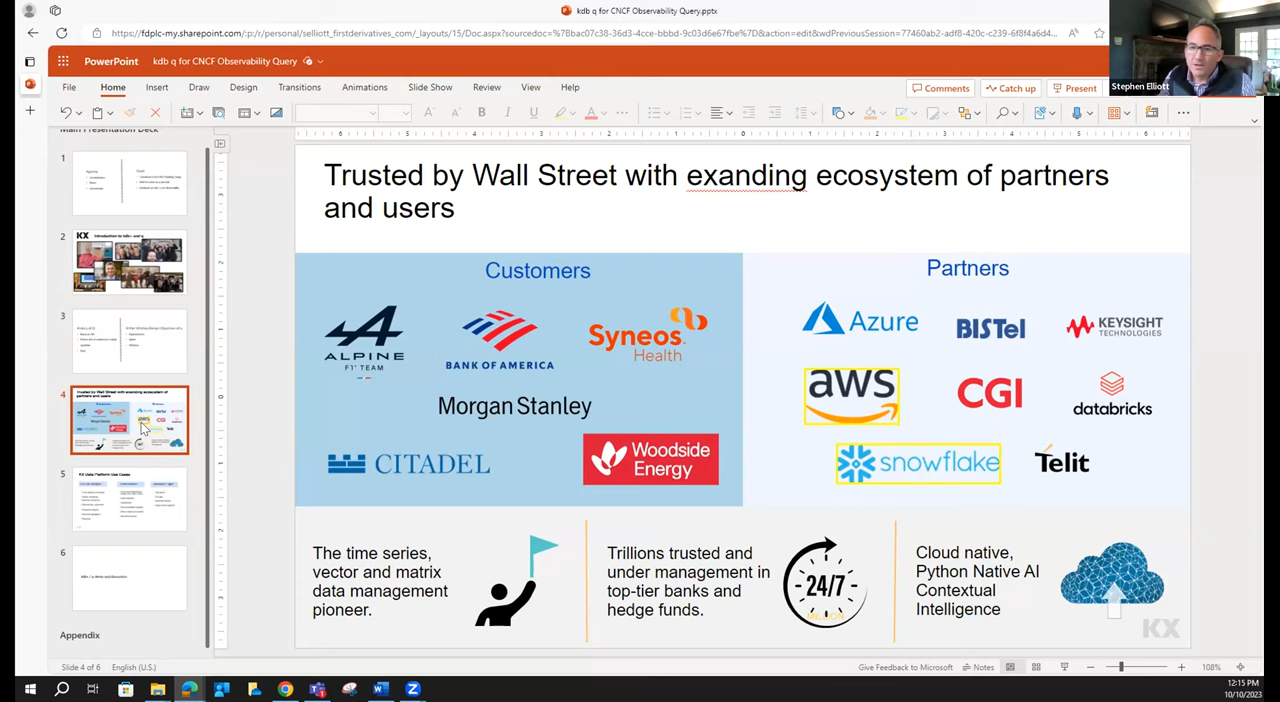 kdb q for CNCF Observability Query.pptx
https://fdplc-my.sharepoint.com/:p:/r/personal/selliott_firstderivatives_com/_layouts/15/Doc.aspx?sourcedoc=%7Bbac07c38-36d3-4cce-bbbd-9c03d6e67fbe%7D&action=edit&wdPreviousSession=77460ab2-adf8-420c-c239-6f8f4a6d4...
Stephen Elliott
PowerPoint
kdb q for CNCF Observability Query
File Home Insert Draw Design Transitions Animations Slide Show Review View Help
Comments Catch up Present
Main Presentation Deck
1
2
3
4
5
6
Appendix
Trusted by Wall Street with exanding ecosystem of partners
and users
Customers
Partners
ALPINE
F1® TEAM
BANK OF AMERICA
Syneos
Health
Azure
BISTel
KEYSIGHT
TECHNOLOGIES
Morgan Stanley
aws
CGI
databricks
CITADEL
Woodside
Energy
snowflake
Telit
The time series,
vector and matrix
data management
pioneer.
Trillions trusted and
under management in
top-tier banks and
hedge funds.
24/7
Cloud native,
Python Native AI
Contextual
Intelligence
KX
Slide 4 of 6 English (U.S.)
Give Feedback to Microsoft Notes 108%
12:15 PM
10/10/2023